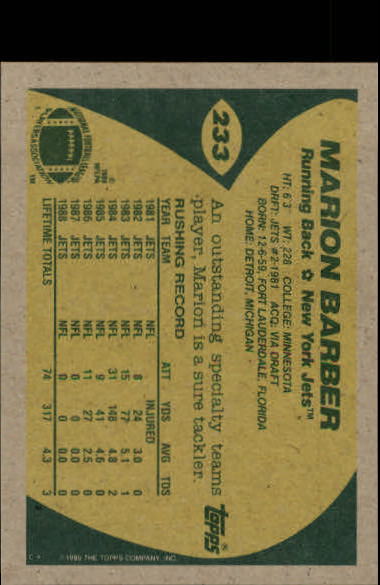 233
MARION BARBER
Running Back ✩ New York Jets™
HT: 6'3 WT: 228 COLLEGE: MINNESOTA
DRFT: JETS #2-1981 ACQ: VIA DRAFT
BORN: 12-6-59, FORT LAUDERDALE, FLORIDA
HOME: DETROIT, MICHIGAN
An outstanding specialty teams
player, Marion is a sure tackler.
topps®
RUSHING RECORD
YEAR TEAM ATT YDS AVG TDS
1981 JETS NFL INJURED
1982 JETS NFL 8 24 3.0 0
1983 JETS NFL 15 77 5.1 1
1984 JETS NFL 31 148 4.8 2
1985 JETS NFL 9 41 4.6 0
1986 JETS NFL 11 27 2.5 0
1987 JETS NFL 0 0 0.0 0
1988 JETS NFL 0 0 0.0 0
LIFETIME TOTALS 74 317 4.3 3
© 1989 THE TOPPS COMPANY, INC.